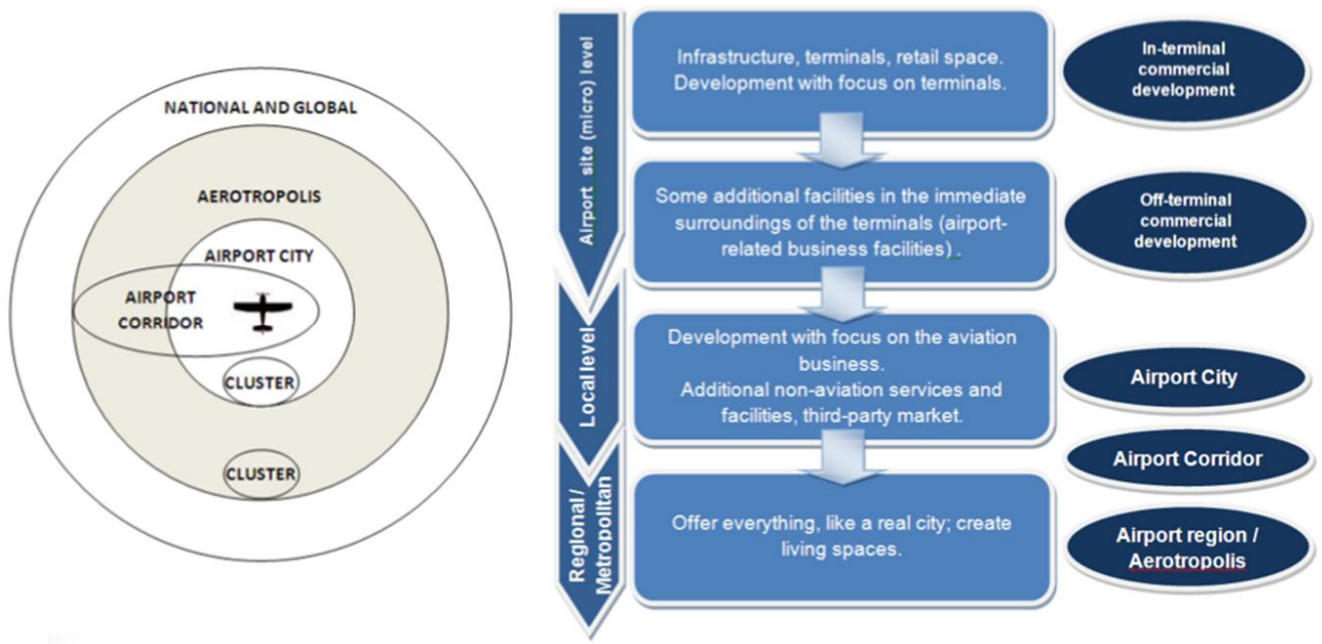 NATIONAL AND GLOBAL
AEROTROPOLIS
AIRPORT CITY
AIRPORT
CORRIDOR
CLUSTER
CLUSTER
Airport site (micro) level
Infrastructure, terminals, retail space.
Development with focus on terminals.
In-terminal
commercial
development
Some additional facilities in the immediate
surroundings of the terminals (airport-
related business facilities) .
Off-terminal
commercial
development
Local level
Development with focus on the aviation
business.
Additional non-aviation services and
facilities, third-party market.
Airport City
Airport Corridor
Regional /
Metropolitan
Offer everything, like a real city; create
living spaces.
Airport region /
Aerotropolis